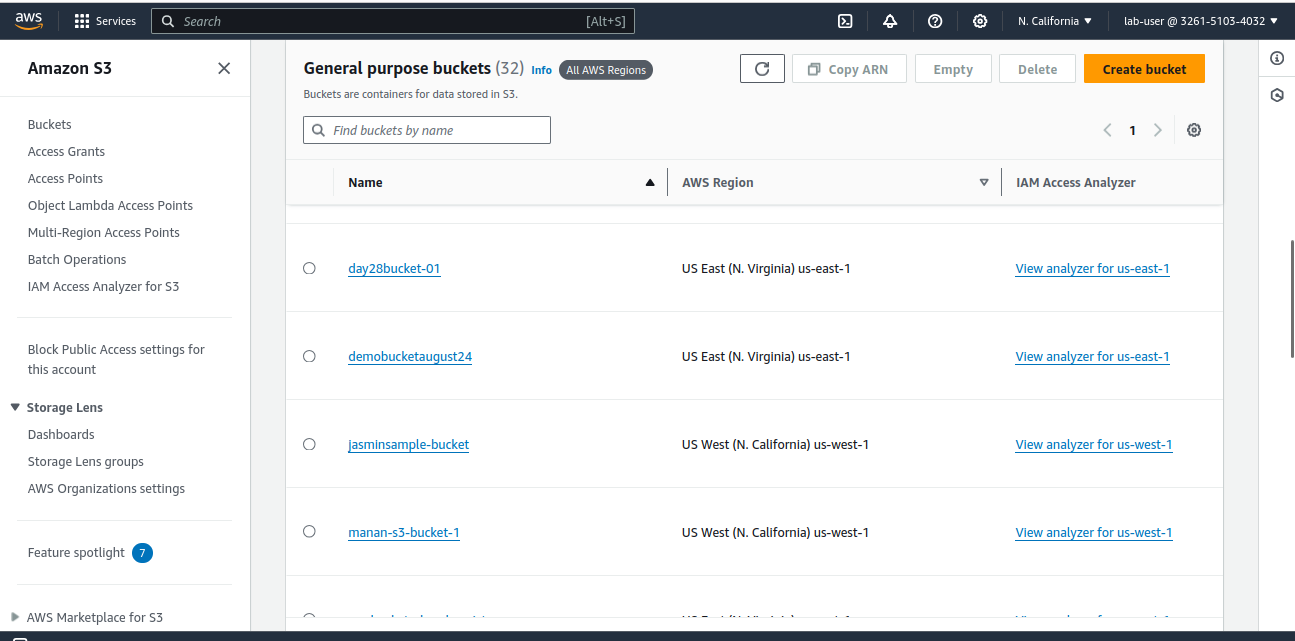 aws Services Search [Alt+S] N. California lab-user @ 3261-5103-4032
Amazon S3
Buckets
Access Grants
Access Points
Object Lambda Access Points
Multi-Region Access Points
Batch Operations
IAM Access Analyzer for S3
Block Public Access settings for
this account
Storage Lens
Dashboards
Storage Lens groups
AWS Organizations settings
Feature spotlight 7
AWS Marketplace for S3
General purpose buckets (32) Info All AWS Regions
Copy ARN Empty Delete Create bucket
Buckets are containers for data stored in S3.
Find buckets by name 1
Name AWS Region IAM Access Analyzer
day28bucket-01 US East (N. Virginia) us-east-1 View analyzer for us-east-1
demobucketaugust24 US East (N. Virginia) us-east-1 View analyzer for us-east-1
jasminsample-bucket US West (N. California) us-west-1 View analyzer for us-west-1
manan-s3-bucket-1 US West (N. California) us-west-1 View analyzer for us-west-1